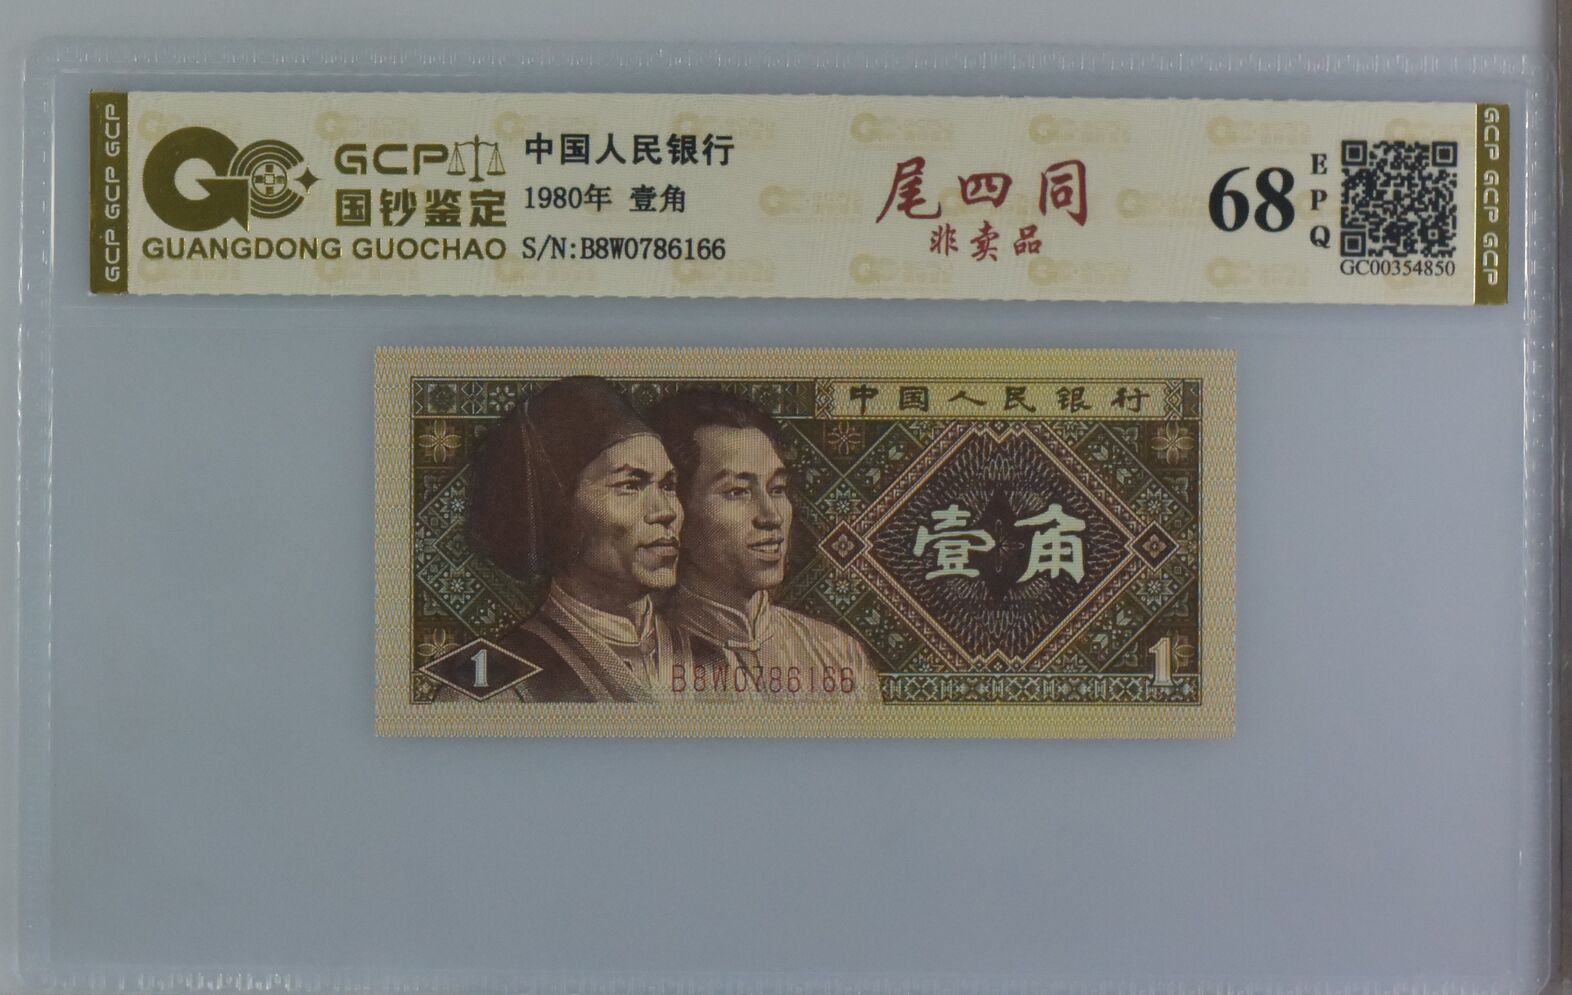 GCP GCP GCP
GCP
国钞鉴定
GUANGDONG GUOCHAO
中国人民银行
1980年 壹角
S/N:B8W0786166
尾四同
非卖品
68
EPQ
GC00354850
GCP GCP GCP
中国人民银行
壹角
1
B8W0786166
1